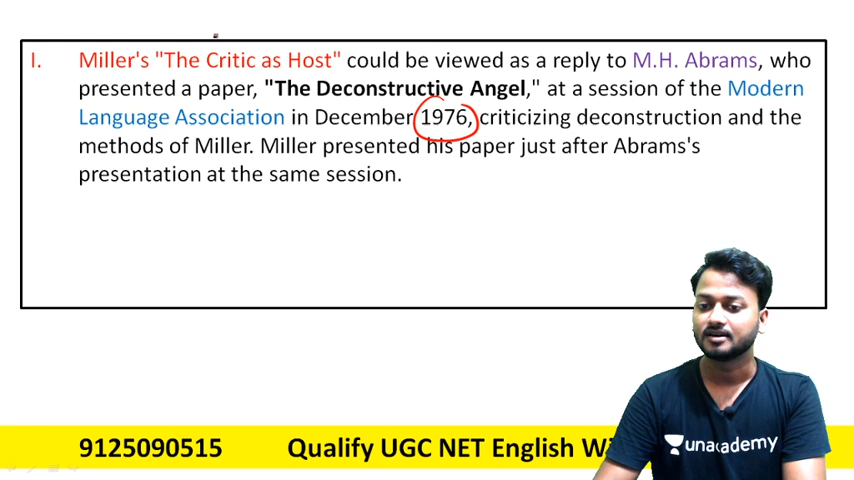 I. Miller's "The Critic as Host" could be viewed as a reply to M.H. Abrams, who
presented a paper, "The Deconstructive Angel," at a session of the Modern
Language Association in December 1976, criticizing deconstruction and the
methods of Miller. Miller presented his paper just after Abrams's
presentation at the same session.
unacademy
9125090515 Qualify UGC NET English